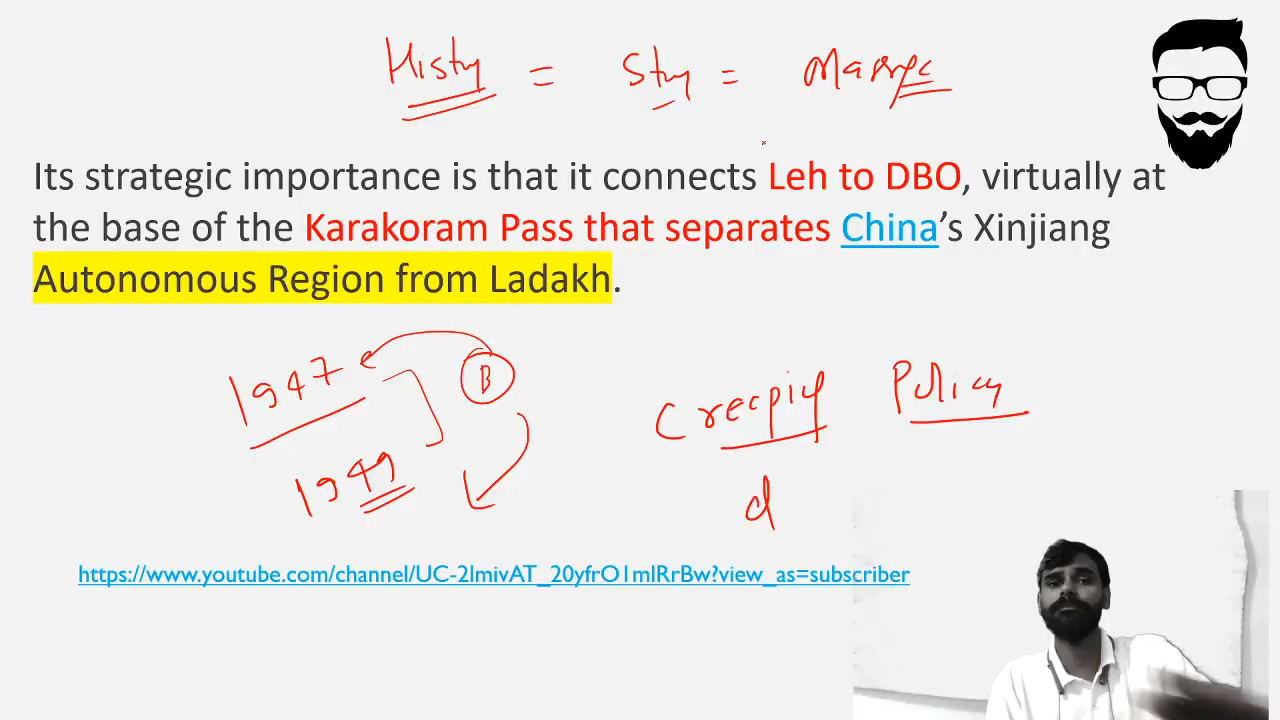 History = Story =
Its strategic importance is that it connects Leh to DBO, virtually at
the base of the Karakoram Pass that separates China's Xinjiang
Autonomous Region from Ladakh.
1947 B
Creeping Policy
1949
d
https://www.youtube.com/channel/UC-2lmivAT_20yfrO1mlRrBw?view_as=subscriber